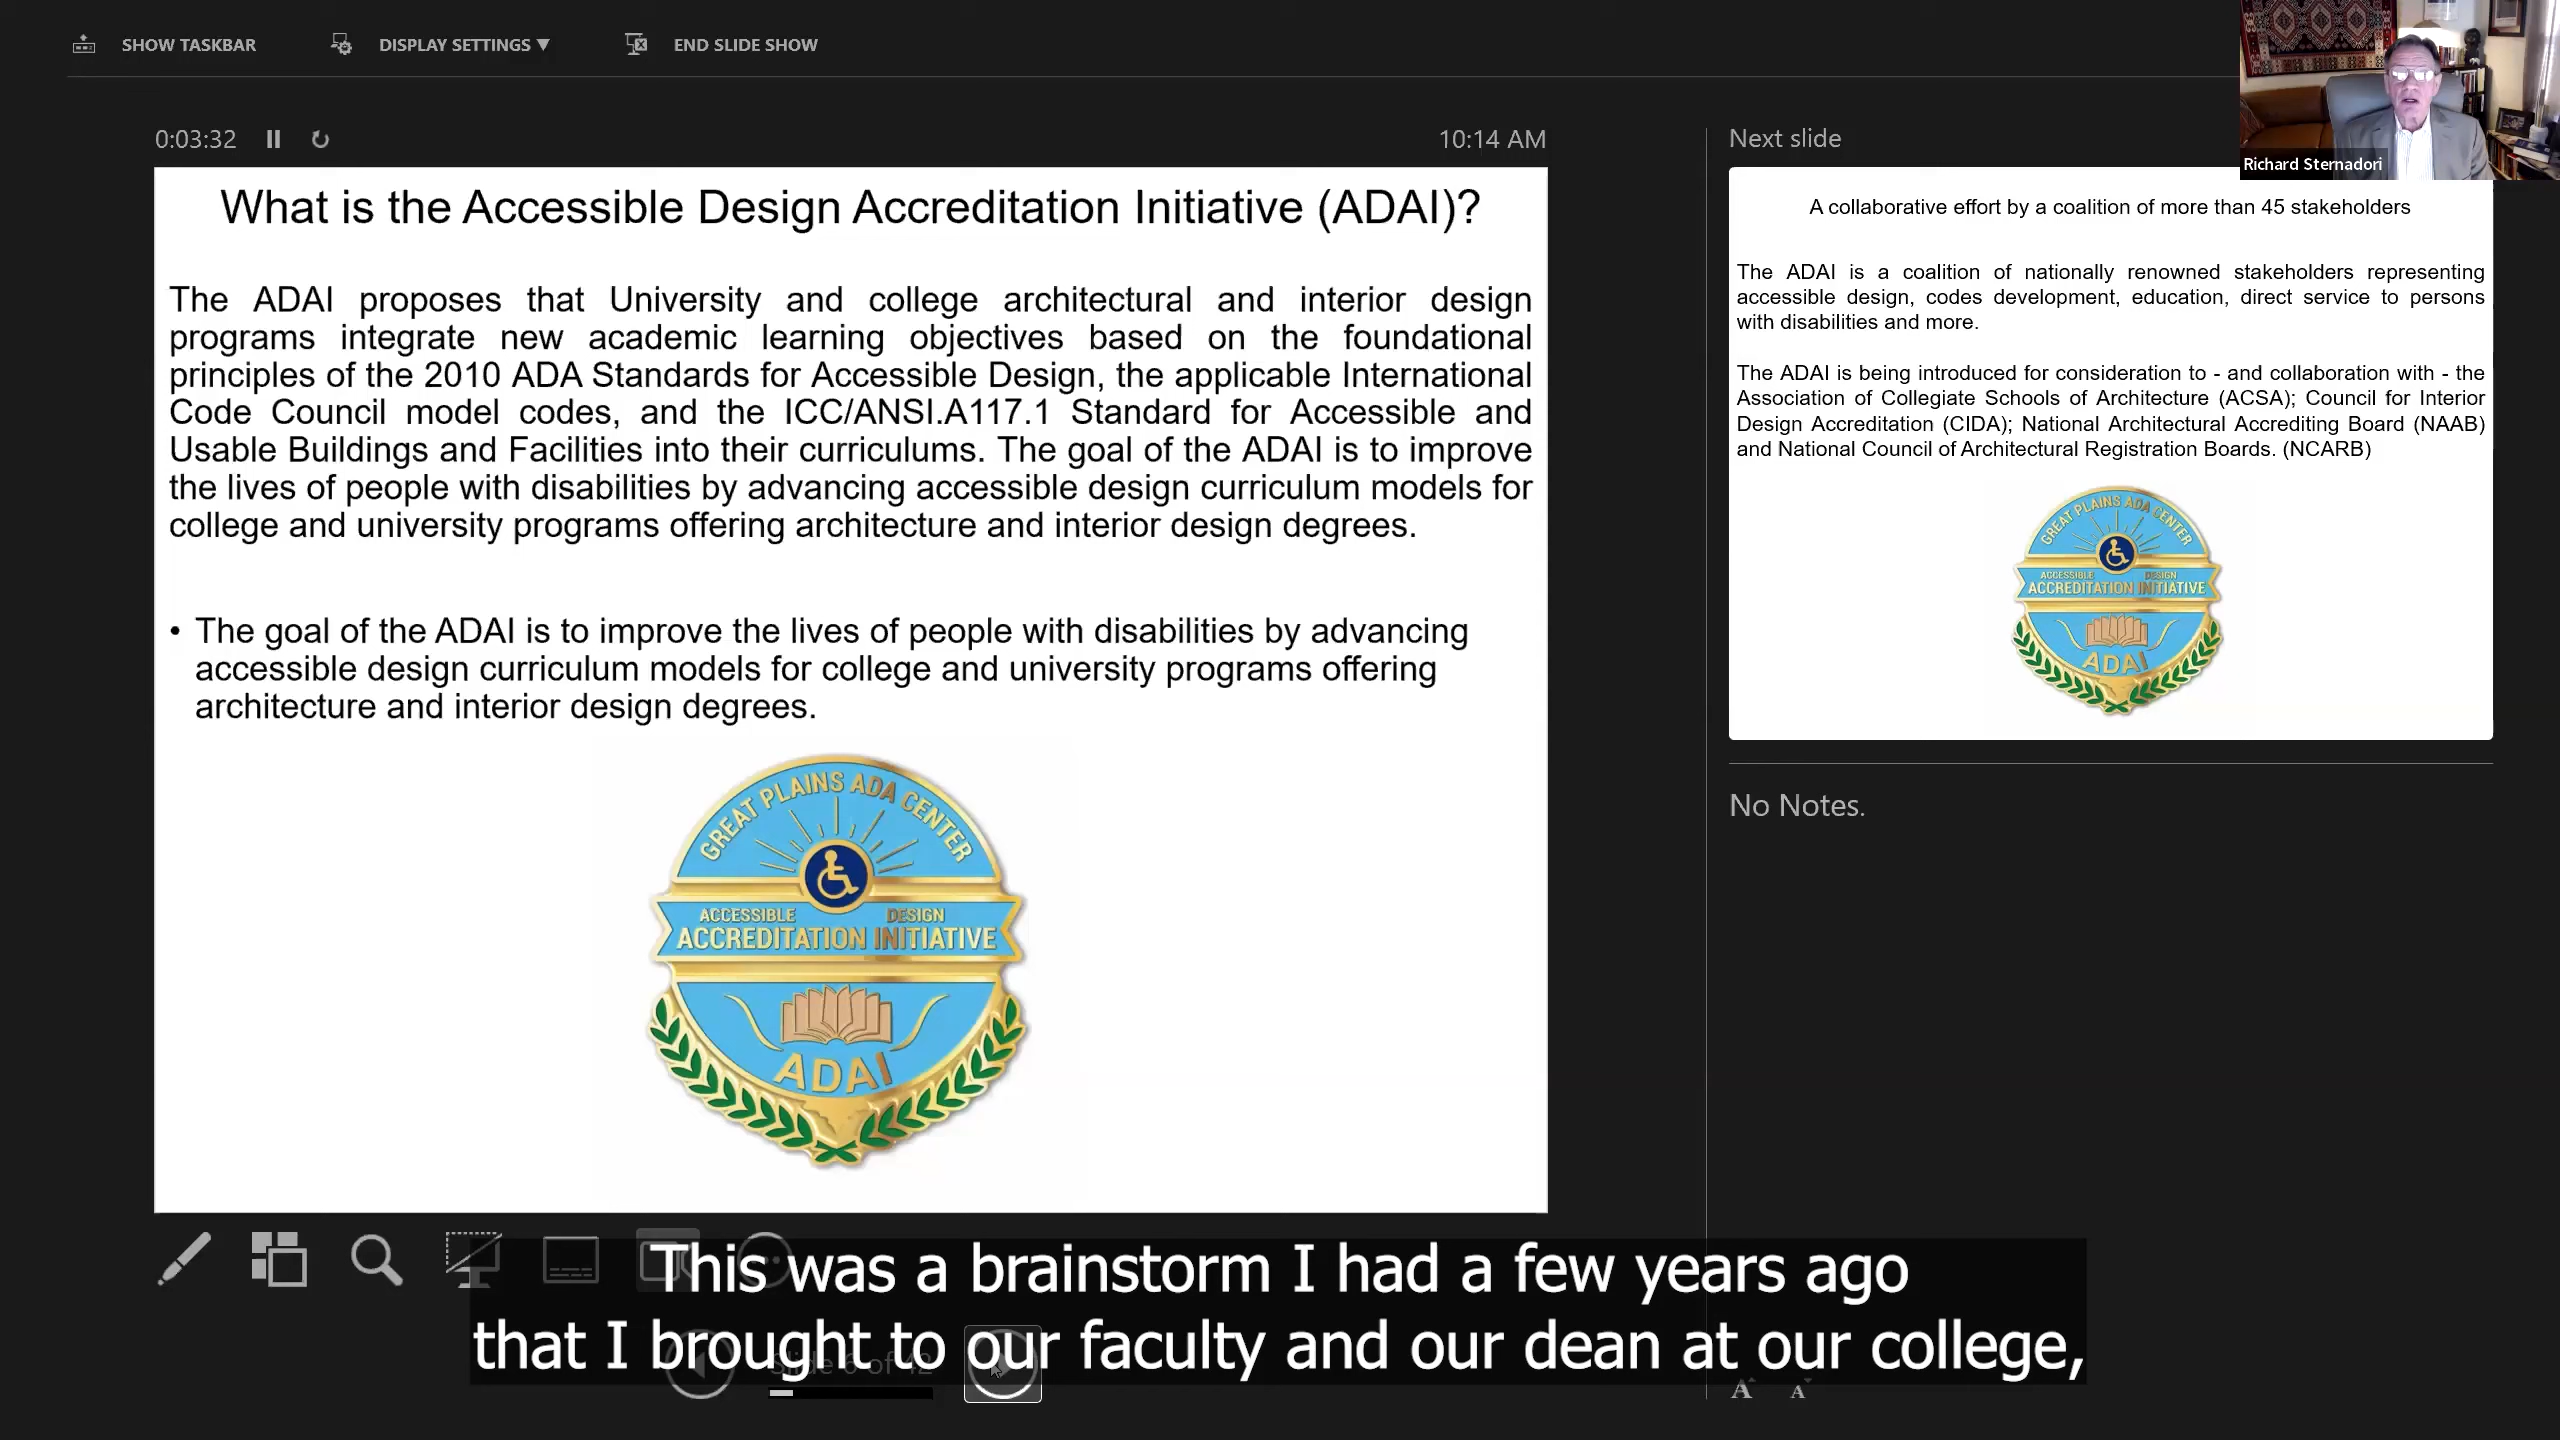 SHOW TASKBAR
DISPLAY SETTINGS ▼
END SLIDE SHOW
0:03:32
10:14 AM
What is the Accessible Design Accreditation Initiative (ADAI)?
The ADAI proposes that University and college architectural and interior design
programs integrate new academic learning objectives based on the foundational
principles of the 2010 ADA Standards for Accessible Design, the applicable International
Code Council model codes, and the ICC/ANSI.A117.1 Standard for Accessible and
Usable Buildings and Facilities into their curriculums. The goal of the ADAI is to improve
the lives of people with disabilities by advancing accessible design curriculum models for
college and university programs offering architecture and interior design degrees.
• The goal of the ADAI is to improve the lives of people with disabilities by advancing
accessible design curriculum models for college and university programs offering
architecture and interior design degrees.
GREAT PLAINS ADA CENTER
ACCESSIBLE DESIGN
ACCREDITATION INITIATIVE
ADAI
Next slide
Richard Sternadori
A collaborative effort by a coalition of more than 45 stakeholders
The ADAI is a coalition of nationally renowned stakeholders representing
accessible design, codes development, education, direct service to persons
with disabilities and more.
The ADAI is being introduced for consideration to - and collaboration with - the
Association of Collegiate Schools of Architecture (ACSA); Council for Interior
Design Accreditation (CIDA); National Architectural Accrediting Board (NAAB)
and National Council of Architectural Registration Boards. (NCARB)
GREAT PLAINS ADA CENTER
ACCESSIBLE DESIGN
ACCREDITATION INITIATIVE
ADAI
No Notes.
This was a brainstorm I had a few years ago
that I brought to our faculty and our dean at our college,
Slide 6 of 42
A A